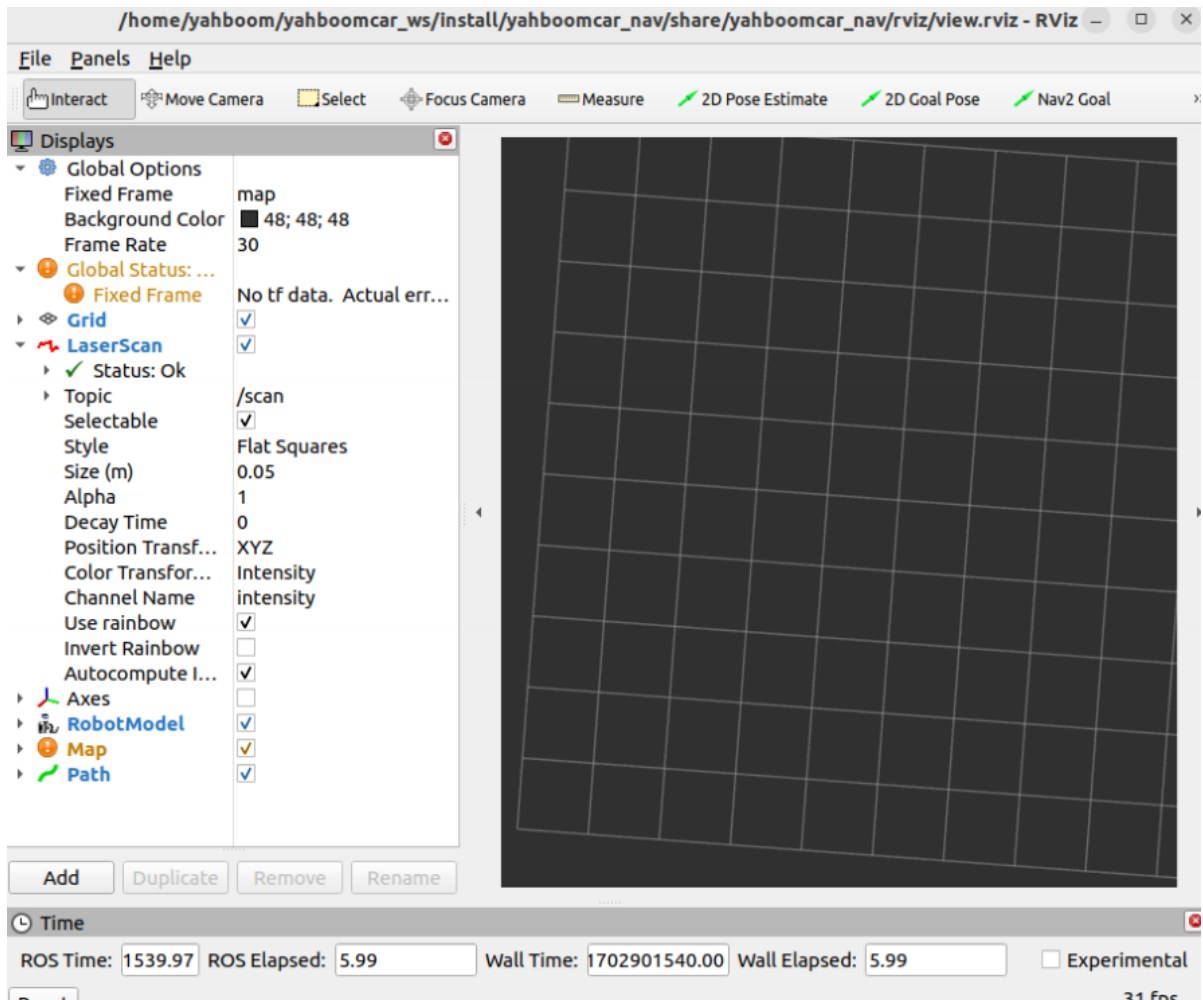 /home/yahboom/yahboomcar_ws/install/yahboomcar_nav/share/yahboomcar_nav/rviz/view.rviz - RViz
File Panels Help
Interact Move Camera Select Focus Camera Measure 2D Pose Estimate 2D Goal Pose Nav2 Goal
Displays
Global Options
Fixed Frame map
Background Color 48; 48; 48
Frame Rate 30
Global Status: ...
Fixed Frame No tf data. Actual err...
Grid
LaserScan
Status: Ok
Topic /scan
Selectable
Style Flat Squares
Size (m) 0.05
Alpha 1
Decay Time 0
Position Transf... XYZ
Color Transfor... Intensity
Channel Name intensity
Use rainbow
Invert Rainbow
Autocompute I...
Axes
RobotModel
Map
Path
Add Duplicate Remove Rename
Time
ROS Time: 1539.97 ROS Elapsed: 5.99 Wall Time: 1702901540.00 Wall Elapsed: 5.99 Experimental
31 fps